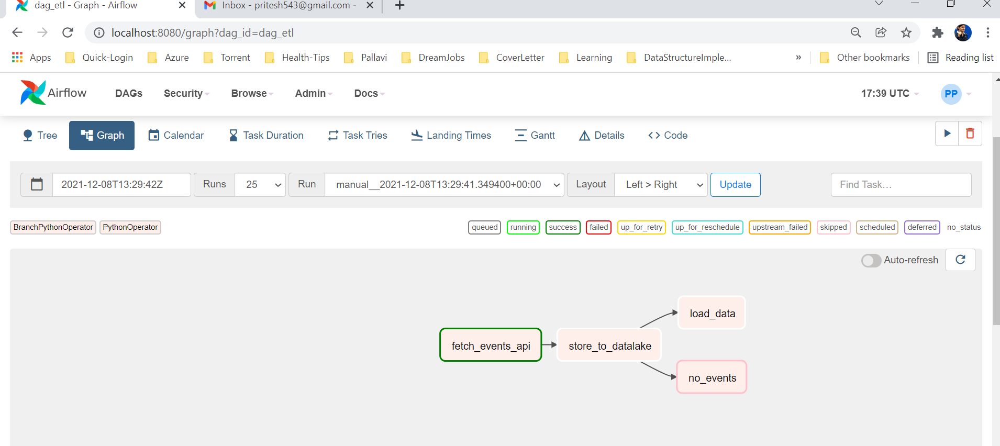 dag_etl - Graph - Airflow
Inbox - pritesh543@gmail.com -
localhost:8080/graph?dag_id=dag_etl
Apps Quick-Login Azure Torrent Health-Tips Pallavi DreamJobs CoverLetter Learning DataStructureImple... » Other bookmarks Reading list
Airflow DAGs Security Browse Admin Docs 17:39 UTC PP
Tree Graph Calendar Task Duration Task Tries Landing Times Gantt Details <> Code
2021-12-08T13:29:42Z Runs 25 Run manual__2021-12-08T13:29:41.349400+00:00 Layout Left > Right Update Find Task...
BranchPythonOperator PythonOperator queued running success failed up_for_retry up_for_reschedule upstream_failed skipped scheduled deferred no_status
Auto-refresh
load_data
fetch_events_api store_to_datalake
no_events